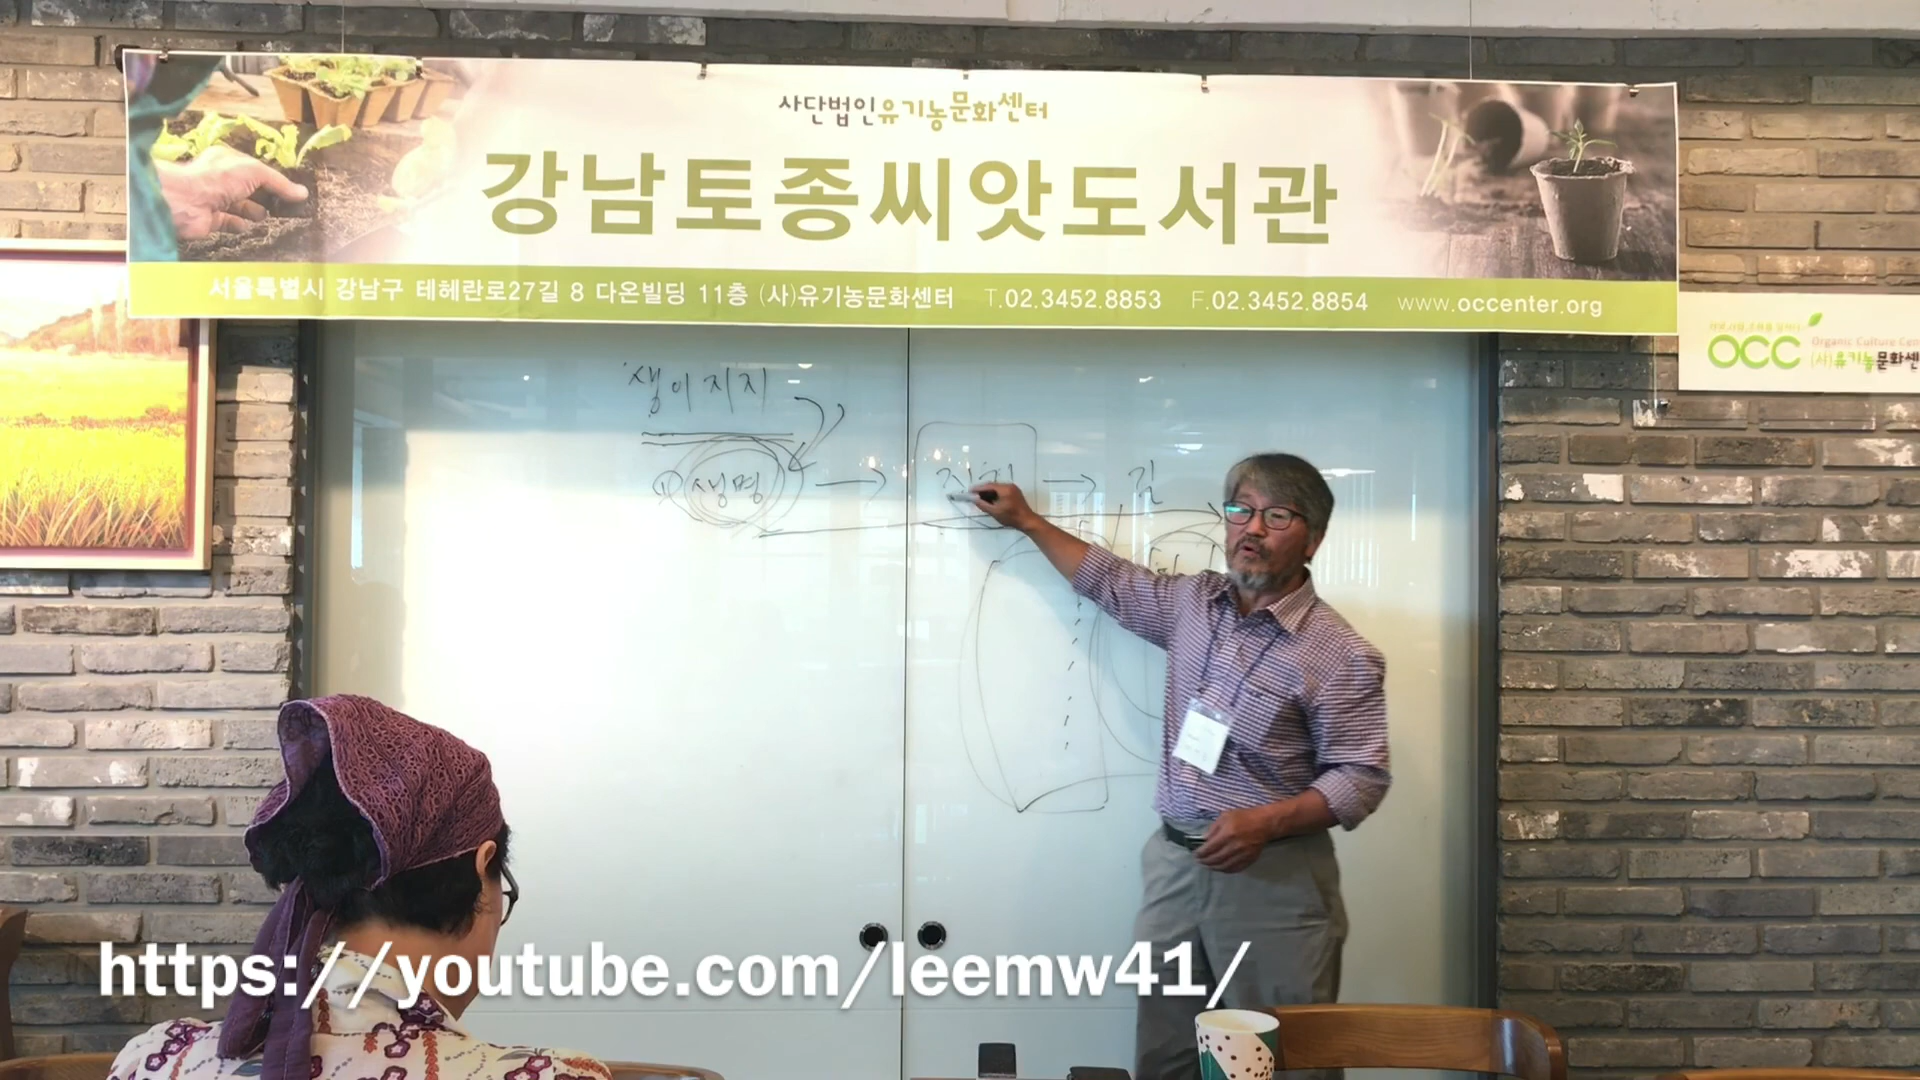 사단법인유기농문화센터
강남토종씨앗도서관
서울특별시 강남구 테헤란로27길 8 다온빌딩 11층 (사)유기농문화센터 T.02.3452.8853 F.02.3452.8854 www.occenter.org
OCC Organic Culture Cen
(사)유기농문화센
생이지지
① 생명 → → 길
https://youtube.com/leemw41/